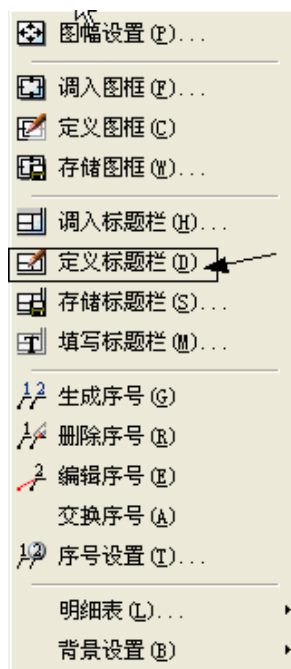 图幅设置(P)...
调入图框(F)...
定义图框(C)
存储图框(W)...
调入标题栏(H)...
定义标题栏(D)
存储标题栏(S)...
填写标题栏(M)...
生成序号(G)
删除序号(R)
编辑序号(E)
交换序号(A)
序号设置(T)...
明细表(L)...
背景设置(B)